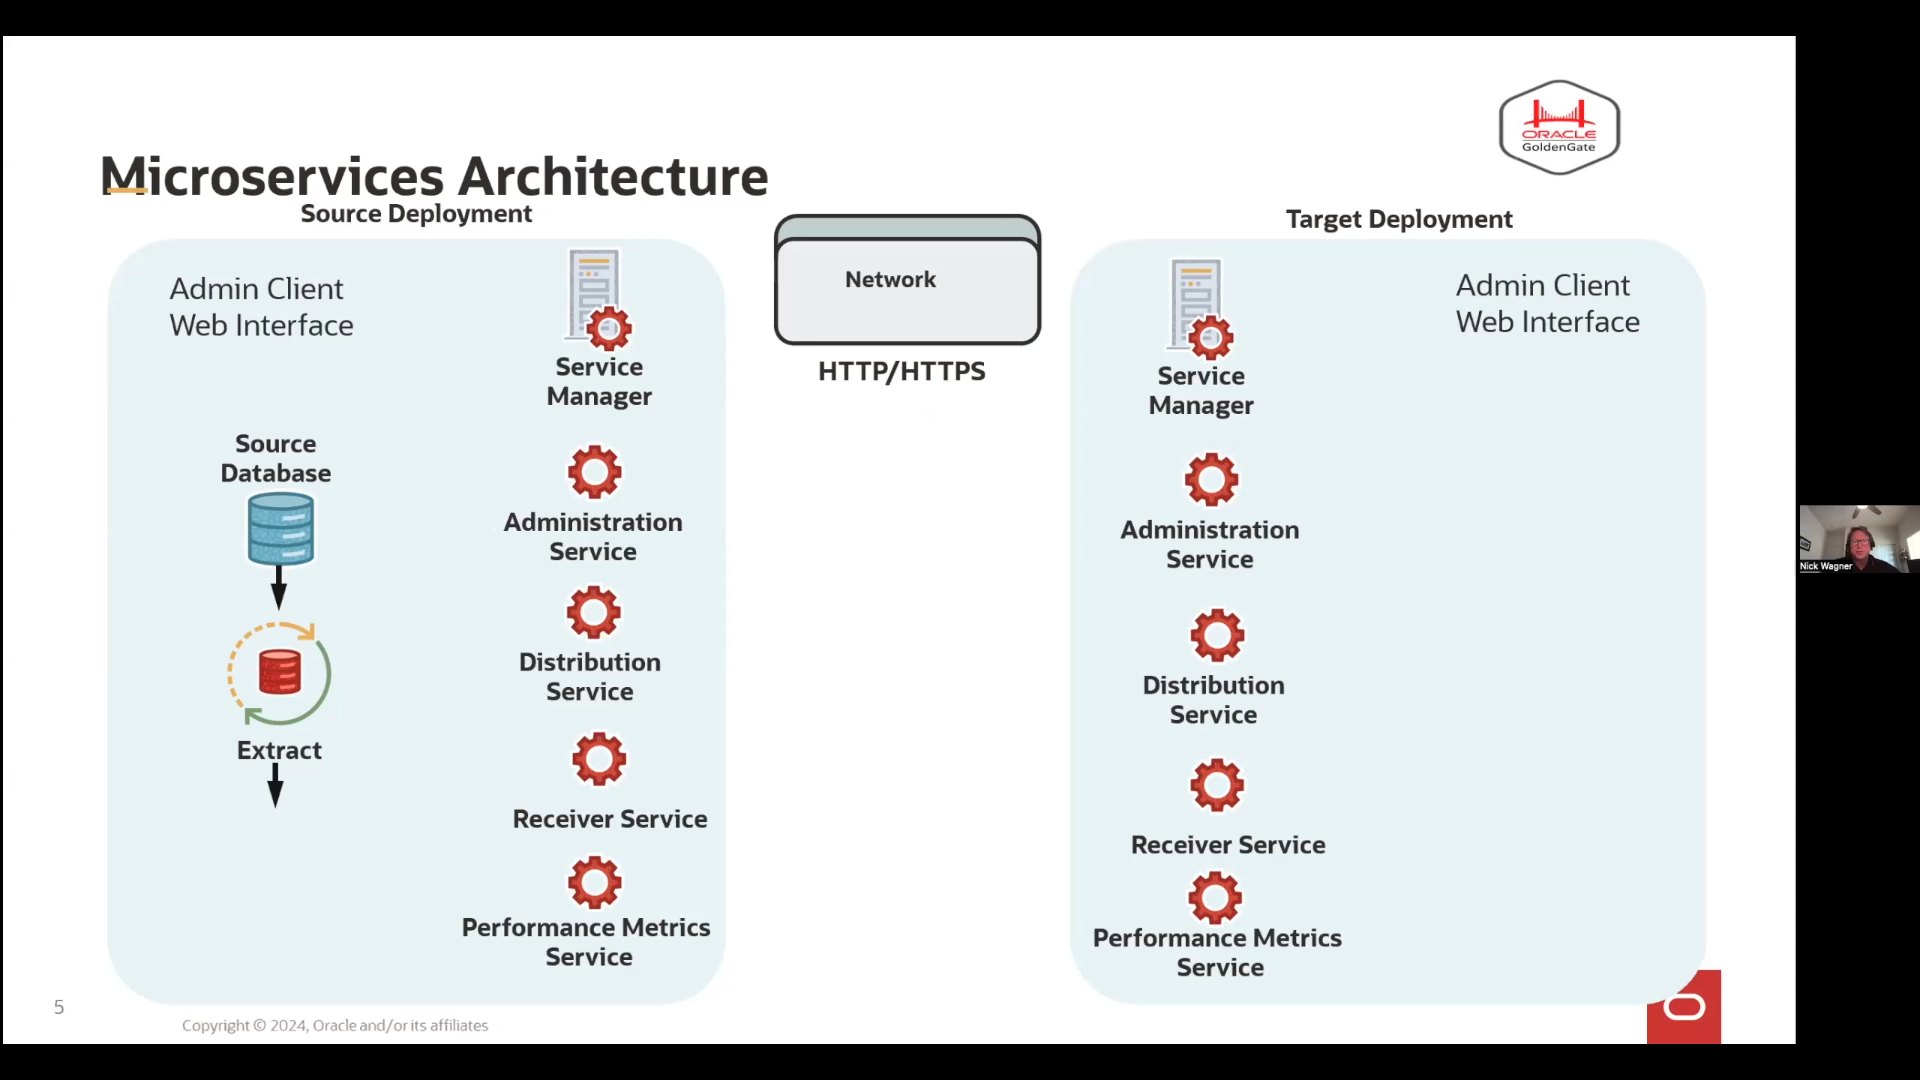 ORACLE
GoldenGate
Microservices Architecture
Source Deployment
Admin Client
Web Interface
Service
Manager
Source
Database
Administration
Service
Distribution
Service
Extract
Receiver Service
Performance Metrics
Service
Network
HTTP/HTTPS
Target Deployment
Admin Client
Web Interface
Service
Manager
Administration
Service
Distribution
Service
Receiver Service
Performance Metrics
Service
Nick Wagner
5
Copyright © 2024, Oracle and/or its affiliates